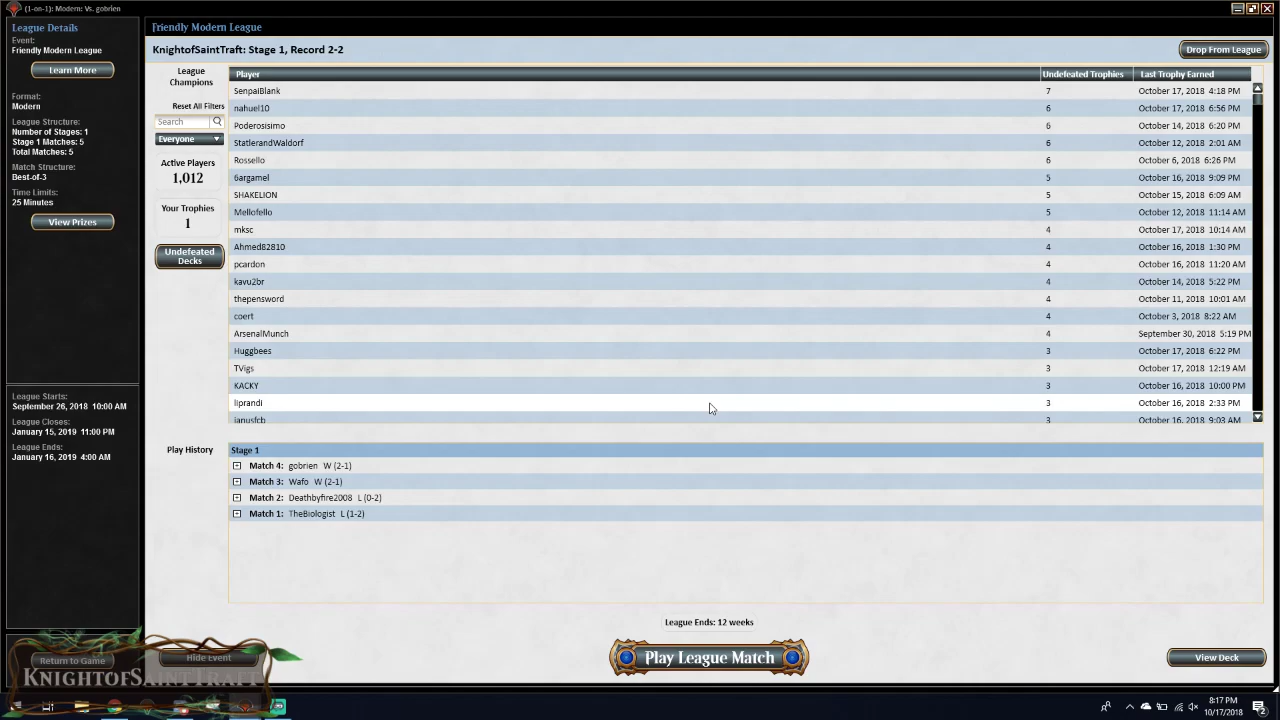 (1-on-1): Modern: Vs. gobrien
League Details
Event:
Friendly Modern League
Learn More
Format:
Modern
League Structure:
Number of Stages: 1
Stage 1 Matches: 5
Total Matches: 5
Match Structure:
Best-of-3
Time Limits:
25 Minutes
View Prizes
League Starts:
September 26, 2018 10:00 AM
League Closes:
January 15, 2019 11:00 PM
League Ends:
January 16, 2019 4:00 AM
Return to Game
Friendly Modern League
KnightofSaintTraft: Stage 1, Record 2-2
Drop From League
League
Champions
Reset All Filters
Search
Everyone
Active Players
1,012
Your Trophies
1
Undefeated
Decks
Player Undefeated Trophies Last Trophy Earned
SenpaiBlank 7 October 17, 2018 4:18 PM
nahuel10 6 October 17, 2018 6:56 PM
Poderosisimo 6 October 14, 2018 6:20 PM
StatlerandWaldorf 6 October 12, 2018 2:01 AM
Rossello 6 October 6, 2018 6:26 PM
6argamel 5 October 16, 2018 9:09 PM
SHAKELION 5 October 15, 2018 6:09 AM
Mellofello 5 October 12, 2018 11:14 AM
mksc 4 October 17, 2018 10:14 AM
Ahmed82810 4 October 16, 2018 1:30 PM
pcardon 4 October 16, 2018 11:20 AM
kavu2br 4 October 14, 2018 5:22 PM
thepensword 4 October 11, 2018 10:01 AM
coert 4 October 3, 2018 8:22 AM
ArsenalMunch 4 September 30, 2018 5:19 PM
Huggbees 3 October 17, 2018 6:22 PM
TVigs 3 October 17, 2018 12:19 AM
KACKY 3 October 16, 2018 10:00 PM
liprandi 3 October 16, 2018 2:33 PM
ianusfcb 3 October 16, 2018 9:03 AM
Play History
Stage 1
Match 4: gobrien W (2-1)
Match 3: Wafo W (2-1)
Match 2: Deathbyfire2008 L (0-2)
Match 1: TheBiologist L (1-2)
League Ends: 12 weeks
Hide Event
Play League Match
View Deck
KnightofSaintTraft
8:17 PM
10/17/2018
2